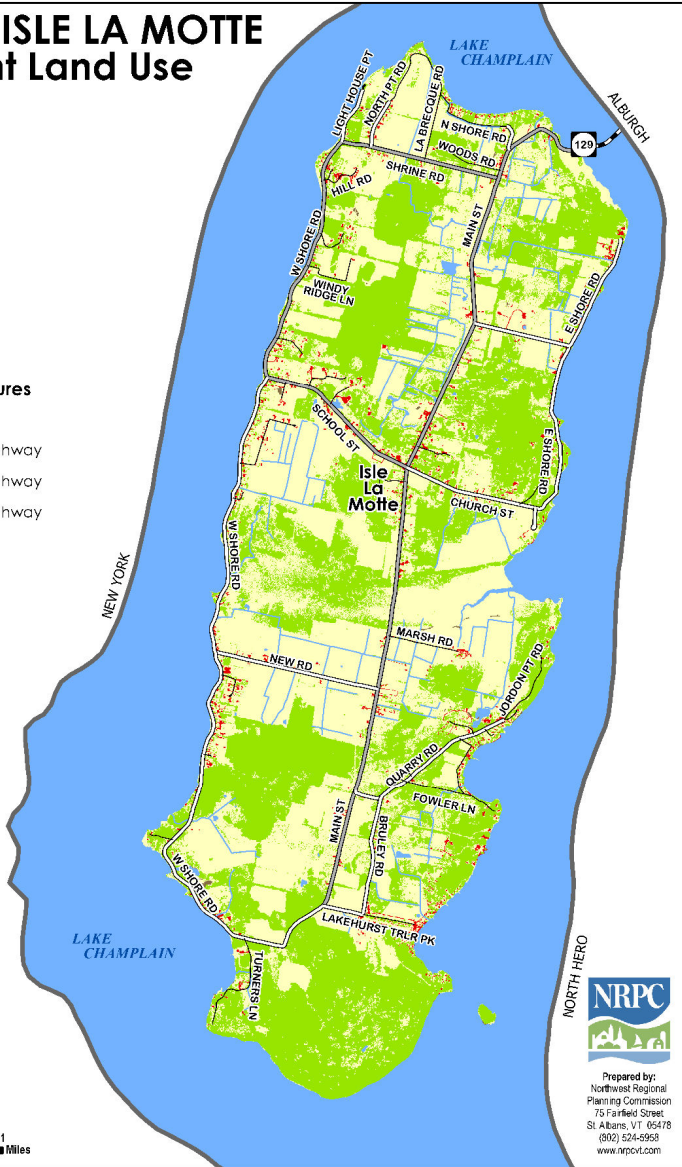 ISLE LA MOTTE
nt Land Use
LAKE
CHAMPLAIN
ALBURGH
129
LIGHT HOUSE PT
NORTH PT RD
LA BRECQUE RD
N SHORE RD
WOODS RD
SHRINE RD
HILL RD
MAIN ST
W SHORE RD
WINDY
RIDGE LN
E SHORE RD
ures
hway
hway
hway
SCHOOL ST
Isle
La
Motte
E SHORE RD
CHURCH ST
W SHORE RD
NEW YORK
MARSH RD
NEW RD
JORDON PT RD
QUARRY RD
FOWLER LN
MAIN ST
BRULEY RD
W SHORE RD
LAKEHURST TRLR PK
LAKE
CHAMPLAIN
TURNERS LN
NORTH HERO
NRPC
Prepared by:
Northwest Regional
Planning Commission
75 Fairfield Street
St. Albans, VT 05478
(802) 524-5958
www.nrpcvt.com
1
Miles